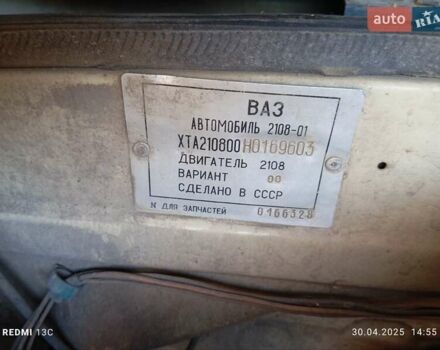 auto RIA
ВАЗ
АВТОМОБИЛЬ 2108-01
XTA210800H0169603
ДВИГАТЕЛЬ 2108
ВАРИАНТ 00
СДЕЛАНО В СССР
N ДЛЯ ЗАПЧАСТЕЙ 0166328
REDMI 13C
30.04.2025 14:55